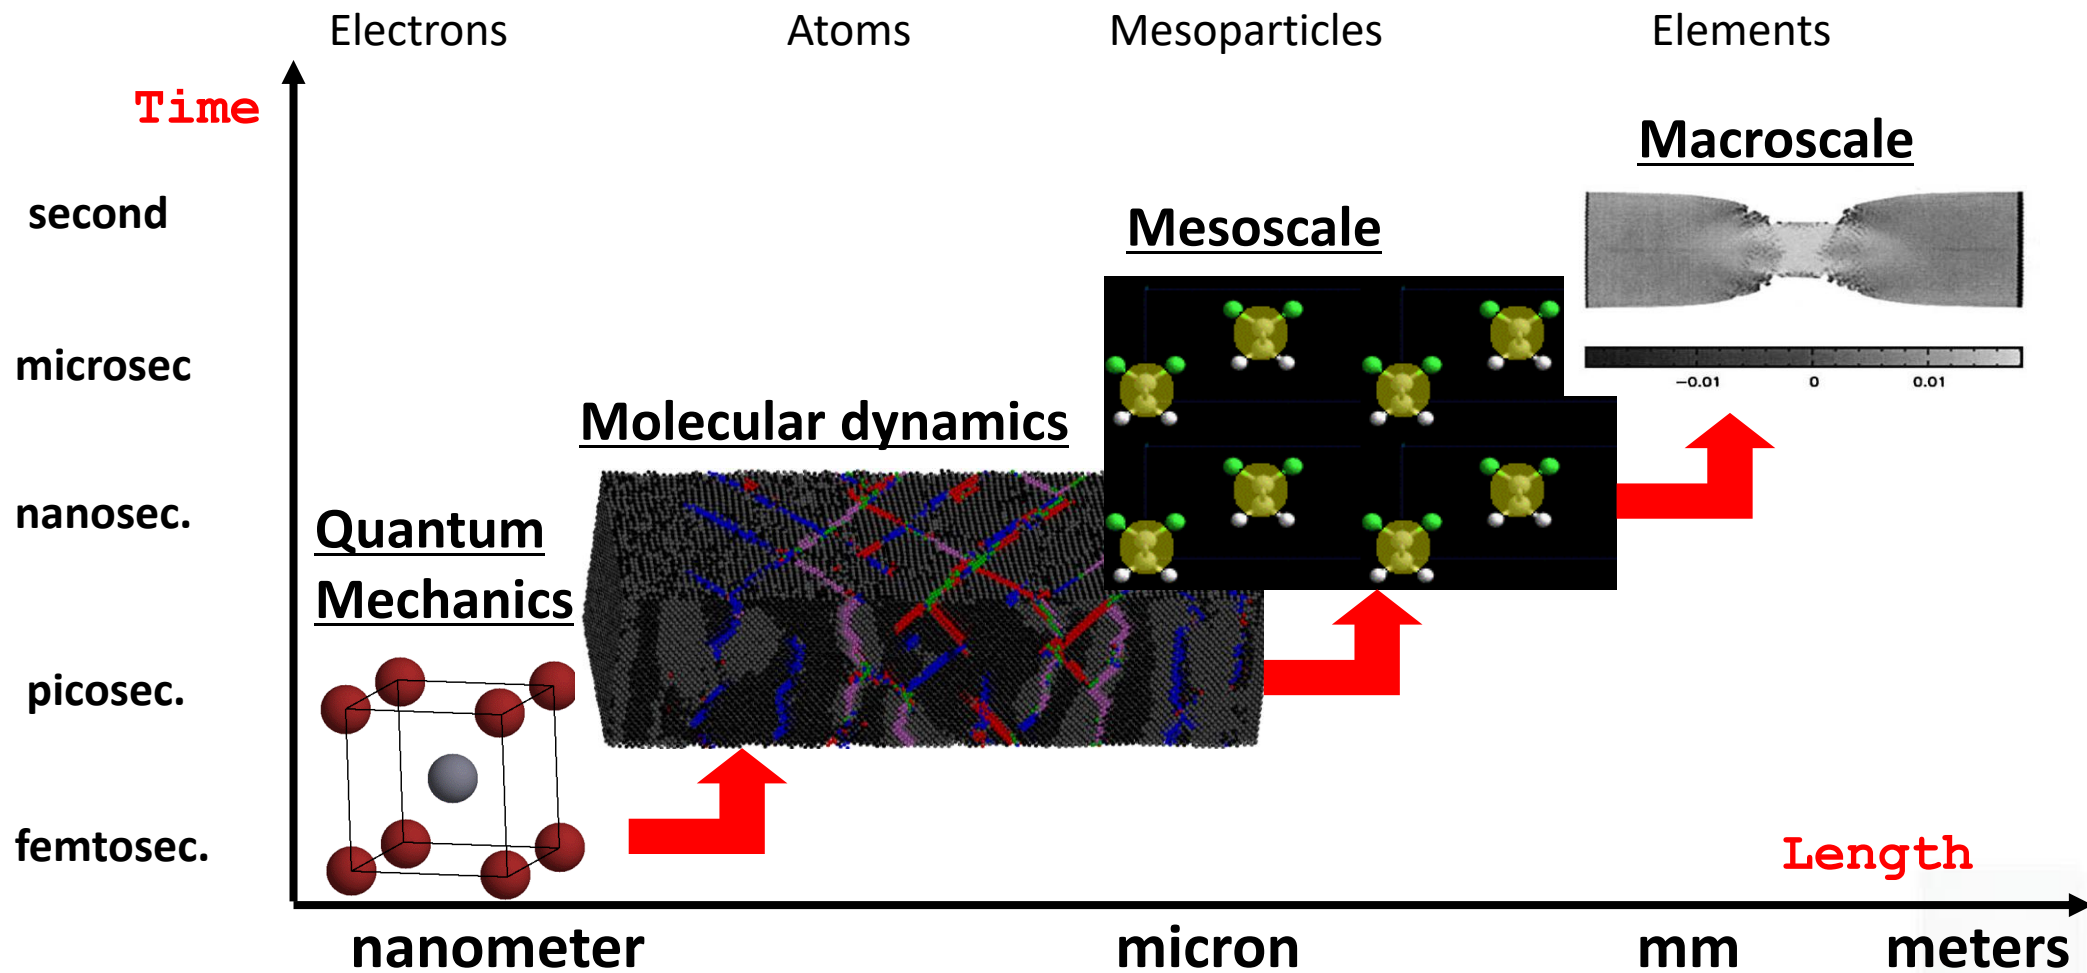 Electrons Atoms Mesoparticles Elements
Time
Macroscale
second
Mesoscale
microsec
−0.01 0 0.01
Molecular dynamics
nanosec.
Quantum
Mechanics
picosec.
femtosec.
Length
nanometer micron mm meters